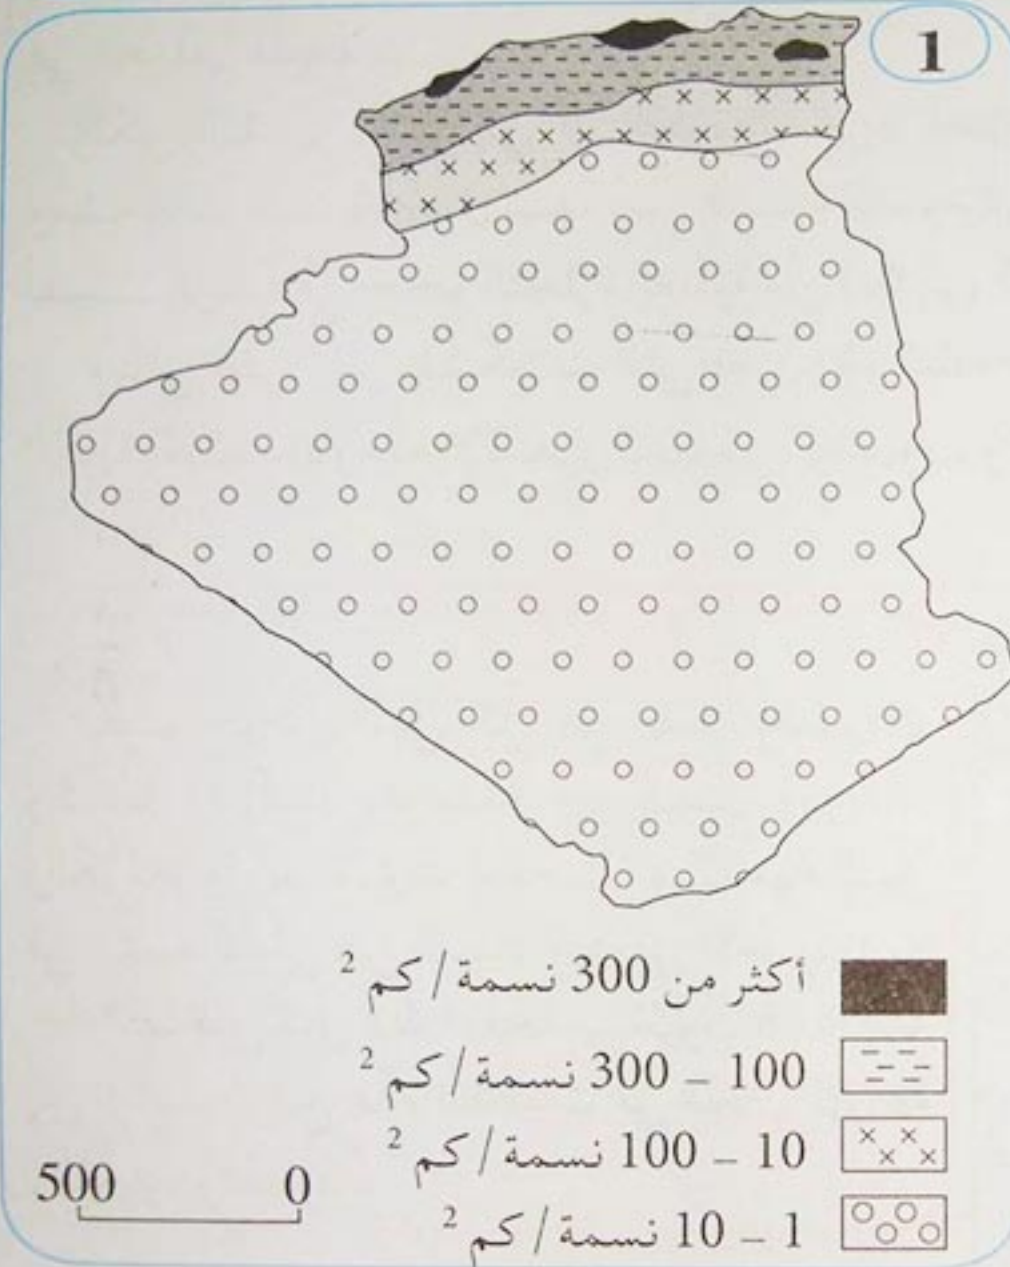 1
أكثر من 300 نسمة / كم ²
100 – 300 نسمة / كم ²
10 – 100 نسمة / كم ²
1 – 10 نسمة / كم ²
500 0